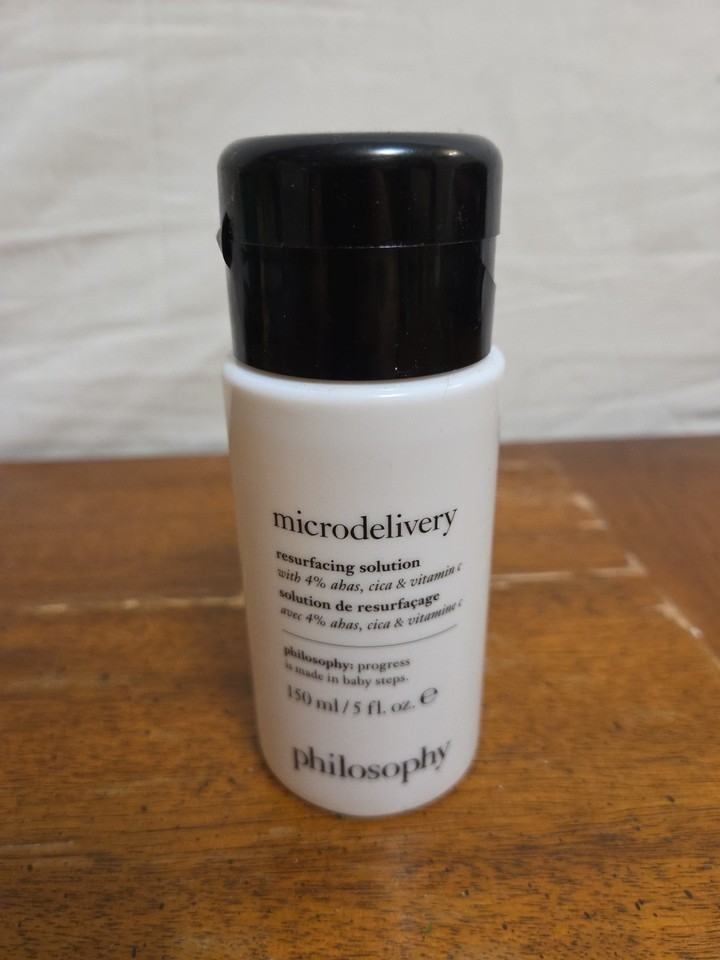 microdelivery
resurfacing solution
with 4% ahas, cica & vitamin c
solution de resurfaçage
avec 4% ahas, cica & vitamine c
philosophy: progress
is made in baby steps.
150 ml / 5 fl. oz. ℮
philosophy